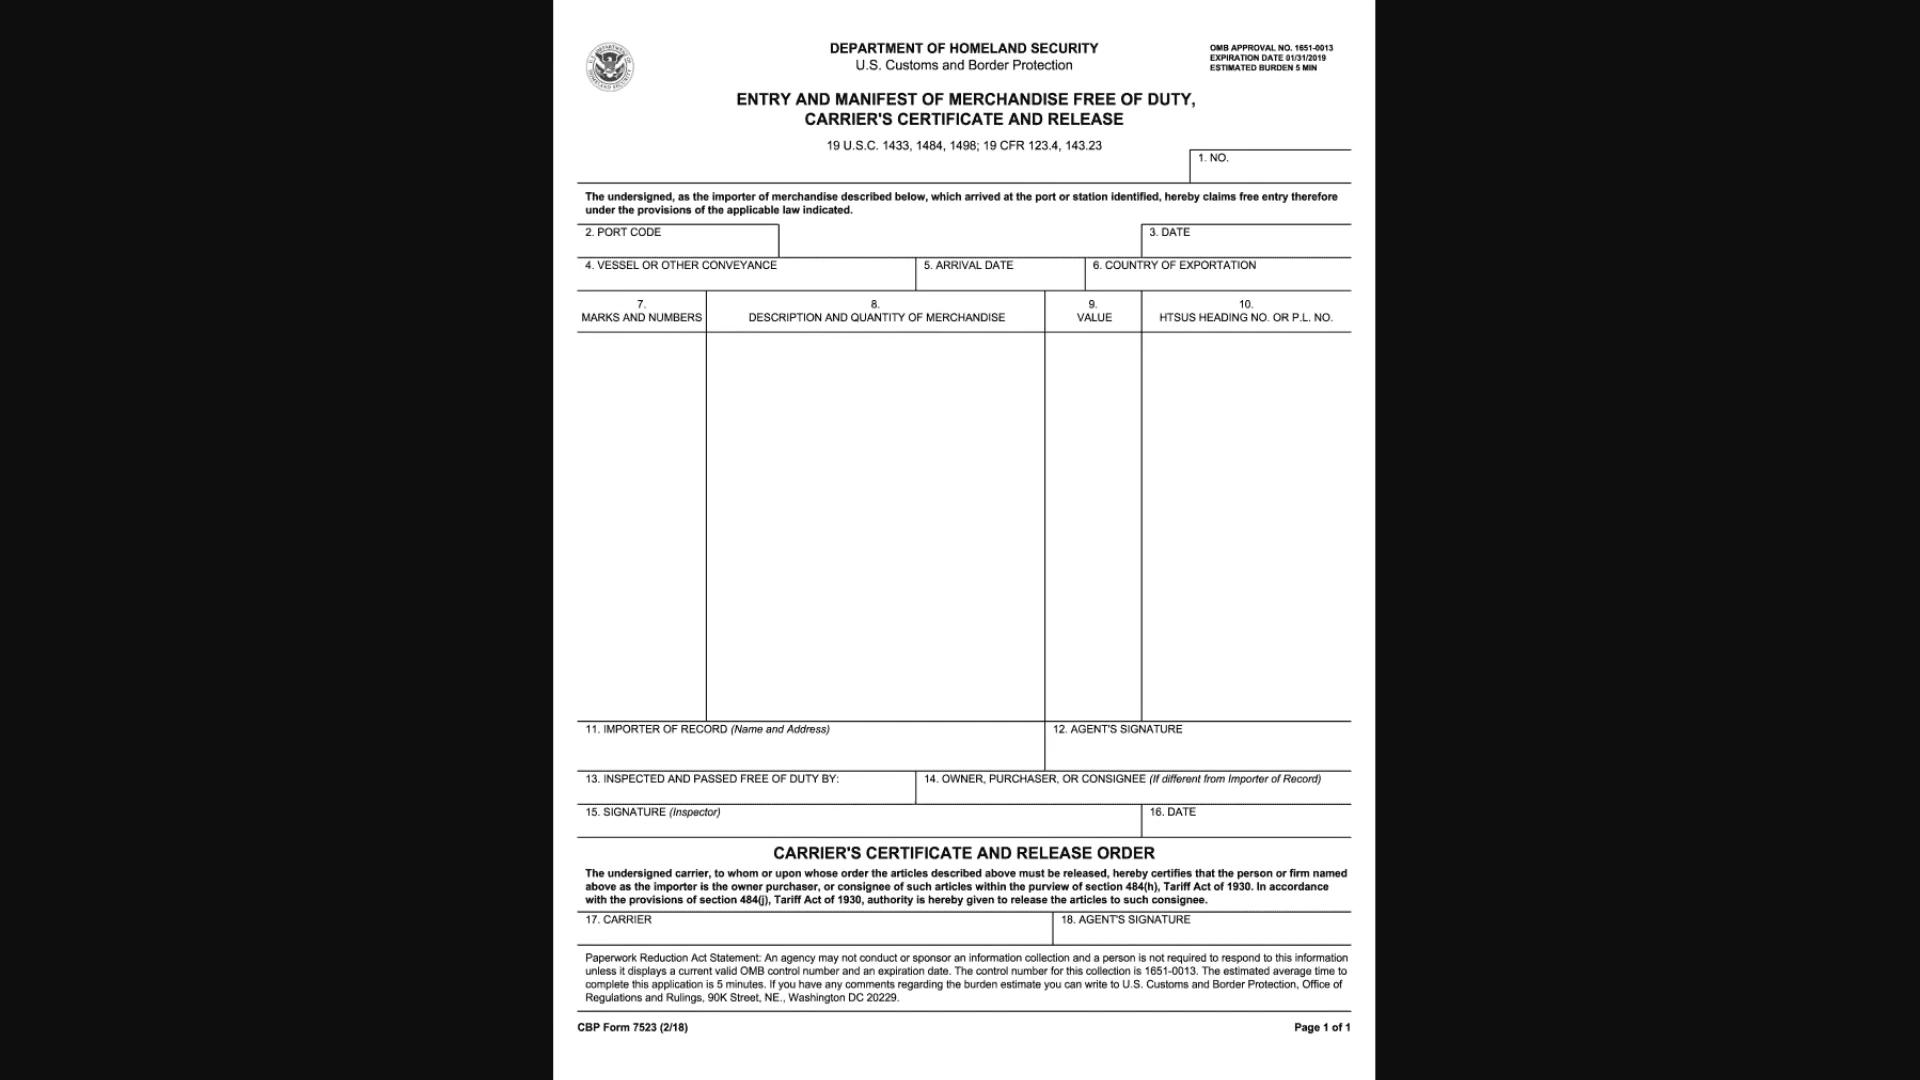 DEPARTMENT OF HOMELAND SECURITY
U.S. Customs and Border Protection
OMB APPROVAL NO. 1651-0013
EXPIRATION DATE 01/31/2019
ESTIMATED BURDEN 5 MIN
ENTRY AND MANIFEST OF MERCHANDISE FREE OF DUTY,
CARRIER'S CERTIFICATE AND RELEASE
19 U.S.C. 1433, 1484, 1498; 19 CFR 123.4, 143.23
1. NO.
The undersigned, as the importer of merchandise described below, which arrived at the port or station identified, hereby claims free entry therefore
under the provisions of the applicable law indicated.
2. PORT CODE
3. DATE
4. VESSEL OR OTHER CONVEYANCE
5. ARRIVAL DATE
6. COUNTRY OF EXPORTATION
7.
MARKS AND NUMBERS
8.
DESCRIPTION AND QUANTITY OF MERCHANDISE
9.
VALUE
10.
HTSUS HEADING NO. OR P.L. NO.
11. IMPORTER OF RECORD (Name and Address)
12. AGENT'S SIGNATURE
13. INSPECTED AND PASSED FREE OF DUTY BY:
14. OWNER, PURCHASER, OR CONSIGNEE (If different from Importer of Record)
15. SIGNATURE (Inspector)
16. DATE
CARRIER'S CERTIFICATE AND RELEASE ORDER
The undersigned carrier, to whom or upon whose order the articles described above must be released, hereby certifies that the person or firm named
above as the importer is the owner purchaser, or consignee of such articles within the purview of section 484(h), Tariff Act of 1930. In accordance
with the provisions of section 484(j), Tariff Act of 1930, authority is hereby given to release the articles to such consignee.
17. CARRIER
18. AGENT'S SIGNATURE
Paperwork Reduction Act Statement: An agency may not conduct or sponsor an information collection and a person is not required to respond to this information
unless it displays a current valid OMB control number and an expiration date. The control number for this collection is 1651-0013. The estimated average time to
complete this application is 5 minutes. If you have any comments regarding the burden estimate you can write to U.S. Customs and Border Protection, Office of
Regulations and Rulings, 90K Street, NE., Washington DC 20229.
CBP Form 7523 (2/18)
Page 1 of 1